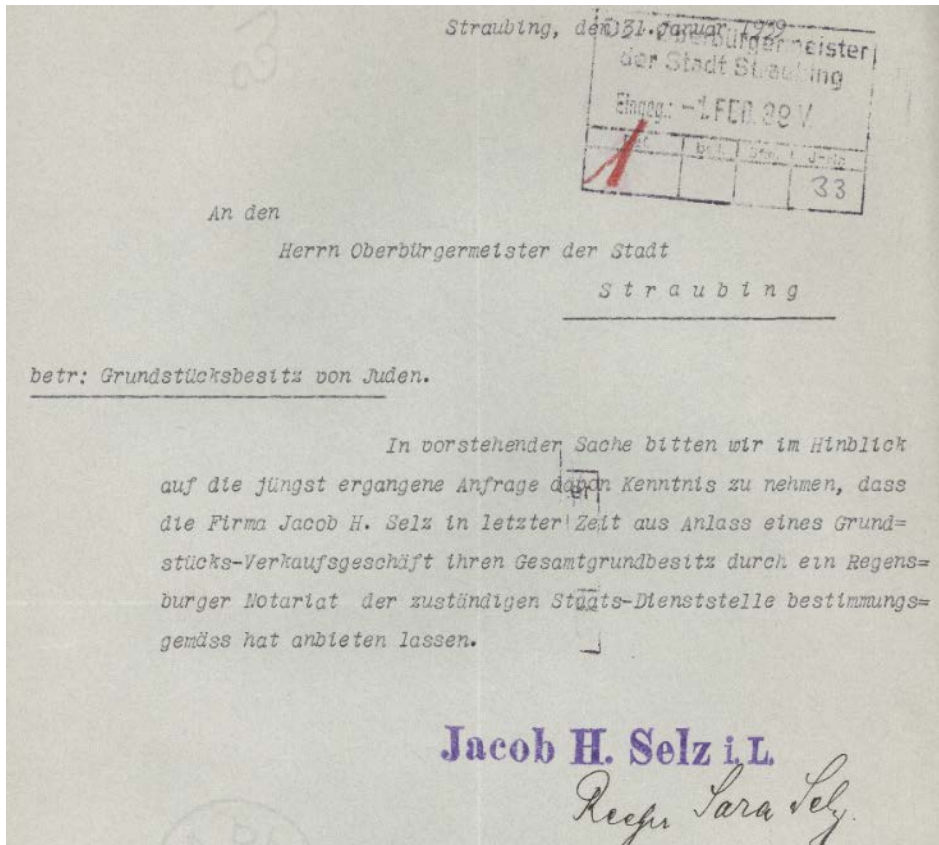 Straubing, den 31. Januar 1939
Oberbürgermeister
der Stadt Straubing
Eingeg.: -1. FEB. 39 V
J-No
33
An den
Herrn Oberbürgermeister der Stadt
Straubing
betr: Grundstücksbesitz von Juden.
In vorstehender Sache bitten wir im Hinblick
auf die jüngst ergangene Anfrage davon Kenntnis zu nehmen, dass
die Firma Jacob H. Selz in letzter Zeit aus Anlass eines Grund=
stücks-Verkaufsgeschäft ihren Gesamtgrundbesitz durch ein Regens=
burger Notariat der zuständigen Staats-Dienststelle bestimmungs=
gemäss hat anbieten lassen.
Jacob H. Selz i. L.
Sara Selz.